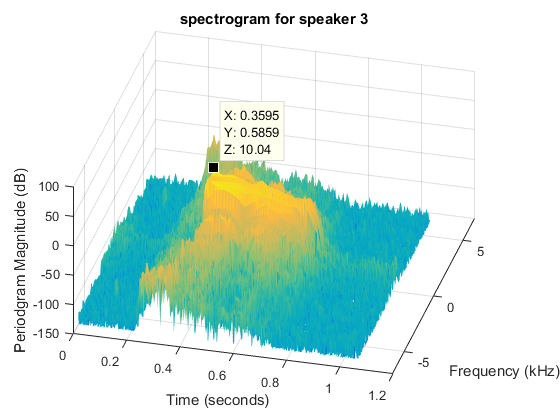 spectrogram for speaker 3
X: 0.3595
Y: 0.5859
Z: 10.04
100
50
0
-50
-100
-150
Periodgram Magnitude (dB)
0
0.2
0.4
0.6
0.8
1
1.2
Time (seconds)
5
0
-5
Frequency (kHz)